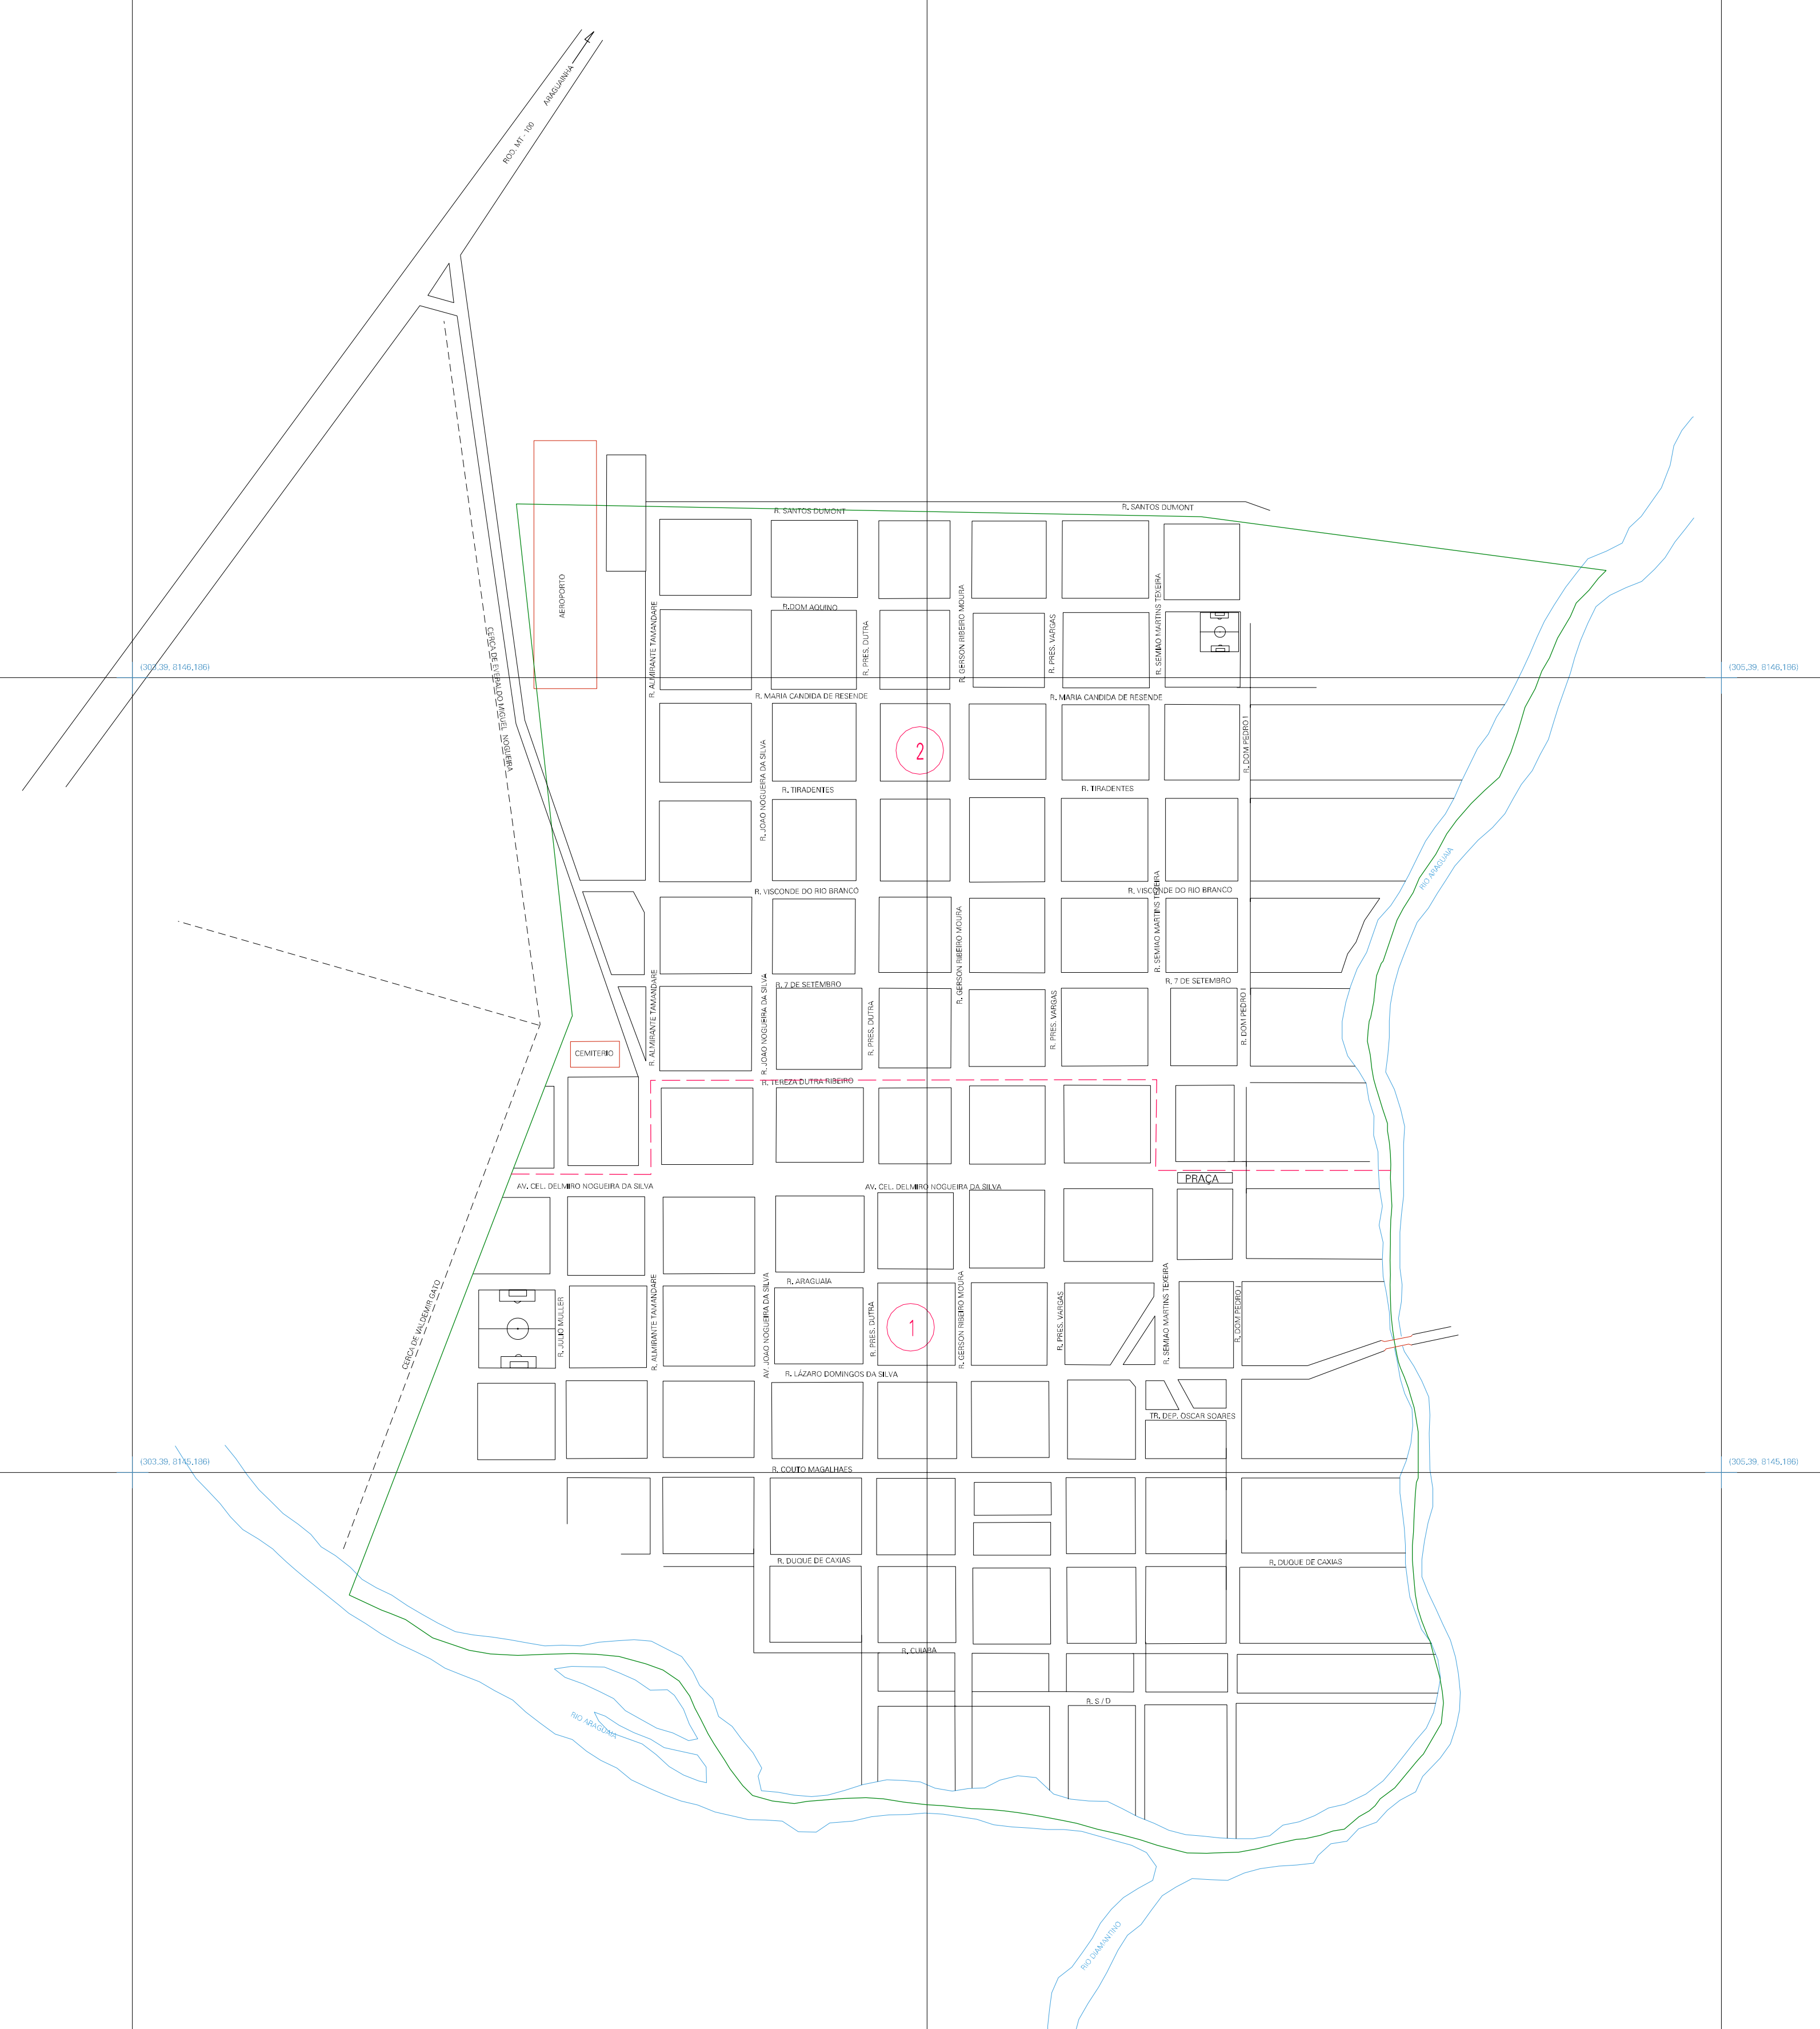 ARAGUAINHA
ROD. MT - 100
R. SANTOS DUMONT
R. SANTOS DUMONT
AEROPORTO
R.DOM AQUINO
R. ALMIRANTE TAMANDARE
R. PRES. DUTRA
R. GERSON RIBEIRO MOURA
R. PRES. VARGAS
R. SEMIAO MARTINS TEXEIRA
CERCA DE EVERALDO MIGUEL NOGUEIRA
(303,39, 8146,186)
(305,39, 8146,186)
R. MARIA CANDIDA DE RESENDE
R. MARIA CANDIDA DE RESENDE
2
R. JOAO NOGUEIRA DA SILVA
R. DOM PEDRO I
R. TIRADENTES
R. TIRADENTES
RIO ARAGUAIA
R. VISCONDE DO RIO BRANCO
R. VISCONDE DO RIO BRANCO
R. SEMIAO MARTINS TEXEIRA
R. GERSON RIBEIRO MOURA
R. 7 DE SETEMBRO
R. 7 DE SETEMBRO
R. ALMIRANTE TAMANDARE
R. JOAO NOGUEIRA DA SILVA
R. PRES. DUTRA
R. PRES. VARGAS
R. DOM PEDRO I
CEMITERIO
R. TEREZA DUTRA RIBEIRO
PRAÇA
AV. CEL. DELMIRO NOGUEIRA DA SILVA
AV. CEL. DELMIRO NOGUEIRA DA SILVA
R. ARAGUAIA
CERCA DE VALDEMIR GATO
R. JULIO MULLER
R. ALMIRANTE TAMANDARE
AV. JOAO NOGUEIRA DA SILVA
R. PRES. DUTRA
1
R. GERSON RIBEIRO MOURA
R. PRES. VARGAS
R. SEMIAO MARTINS TEXEIRA
R. DOM PEDRO I
R. LÁZARO DOMINGOS DA SILVA
TR. DEP. OSCAR SOARES
(303,39, 8145,186)
(305,39, 8145,186)
R. COUTO MAGALHAES
R. DUQUE DE CAXIAS
R. DUQUE DE CAXIAS
R. CUIABA
R. S / D
RIO ARAGUAIA
RIO DIAMANTINO